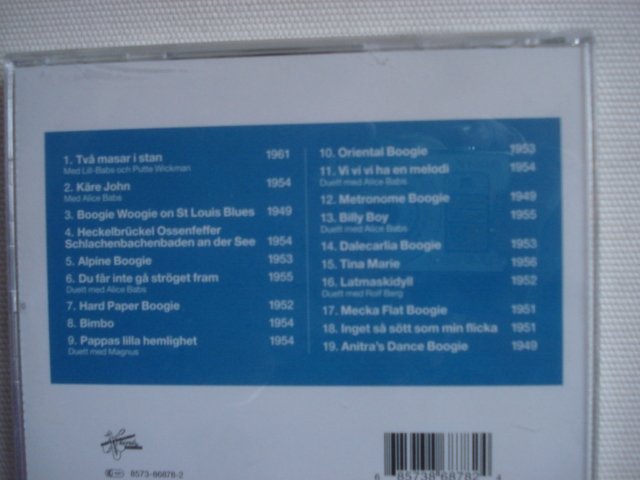 1. Två masar i stan 1961
Med Lill-Babs och Putte Wickman
2. Käre John 1954
Med Alice Babs
3. Boogie Woogie on St Louis Blues 1949
4. Heckelbrückel Ossenfeffer
Schlachenbachenbaden an der See 1954
5. Alpine Boogie 1953
6. Du får inte gå ströget fram 1955
Duett med Alice Babs
7. Hard Paper Boogie 1952
8. Bimbo 1954
9. Pappas lilla hemlighet 1954
Duett med Magnus
10. Oriental Boogie 1953
11. Vi vi vi ha en melodi 1954
Duett med Alice Babs
12. Metronome Boogie 1949
13. Billy Boy 1955
Duett med Alice Babs
14. Dalecarlia Boogie 1953
15. Tina Marie 1956
16. Latmaskidyll 1952
Duett med Rolf Berg
17. Mecka Flat Boogie 1951
18. Inget så sött som min flicka 1951
19. Anitra's Dance Boogie 1949
8573-86878-2
6 85738 68782 4